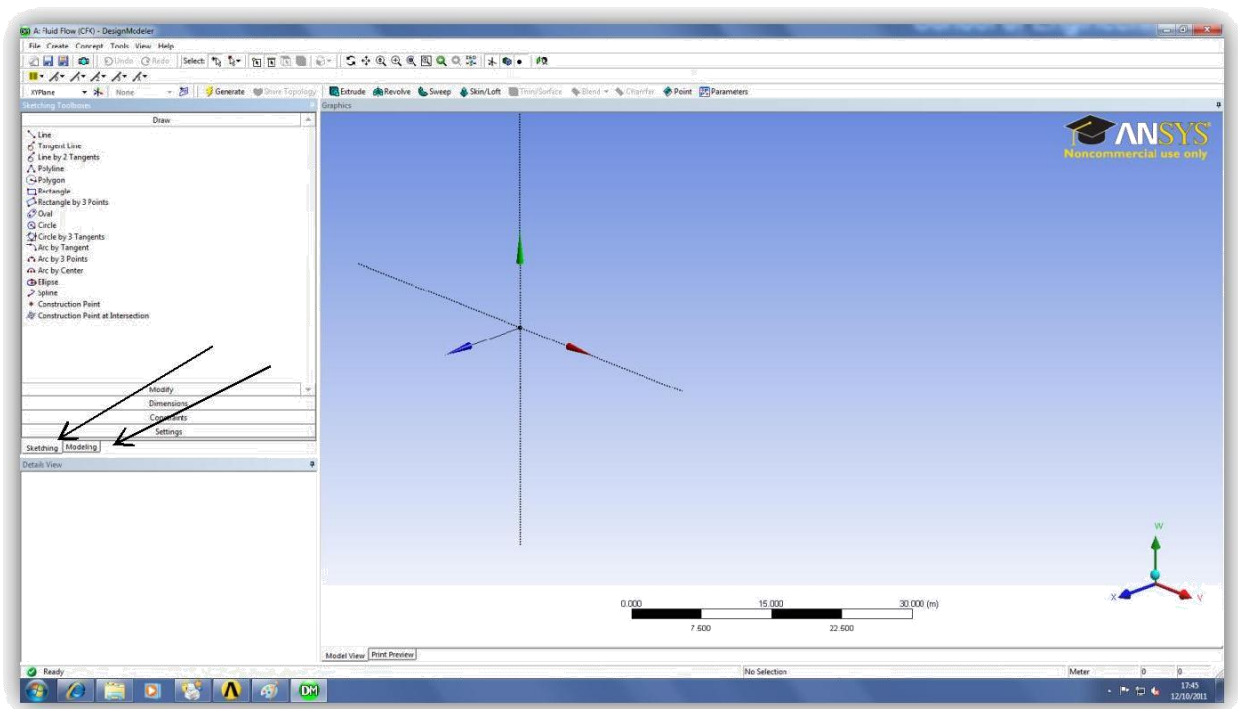 A: Fluid Flow (CFX) - DesignModeler
File Create Concept Tools View Help
Undo Redo Select:
XYPlane None Generate Share Topology Extrude Revolve Sweep Skin/Loft Thin/Surface Blend Chamfer Point Parameters
Sketching Toolboxes
Draw
Line
Tangent Line
Line by 2 Tangents
Polyline
Polygon
Rectangle
Rectangle by 3 Points
Oval
Circle
Circle by 3 Tangents
Arc by Tangent
Arc by 3 Points
Arc by Center
Ellipse
Spline
Construction Point
Construction Point at Intersection
Modify
Dimensions
Constraints
Settings
Sketching Modeling
Details View
Graphics
ANSYS
Noncommercial use only
W
X
V
0.000 15.000 30.000 (m)
7.500 22.500
Model View Print Preview
Ready No Selection Meter 0 0
DM
17:45
12/10/2011